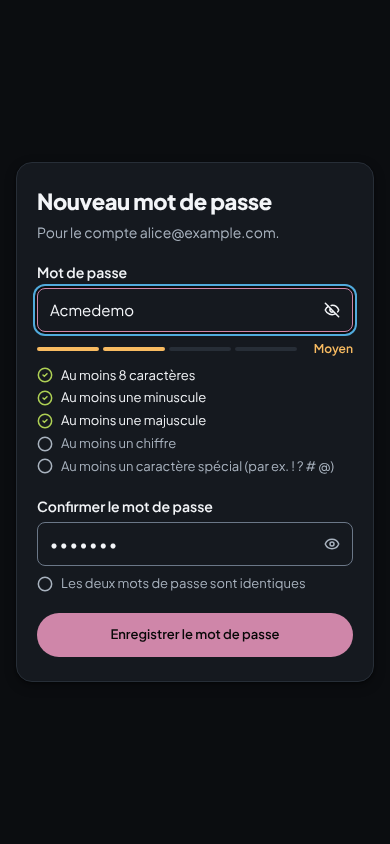 Nouveau mot de passe
Pour le compte alice@example.com.
Mot de passe
Acmedemo
Moyen
Au moins 8 caractères
Au moins une minuscule
Au moins une majuscule
Au moins un chiffre
Au moins un caractère spécial (par ex. ! ? # @)
Confirmer le mot de passe
•••••••
Les deux mots de passe sont identiques
Enregistrer le mot de passe